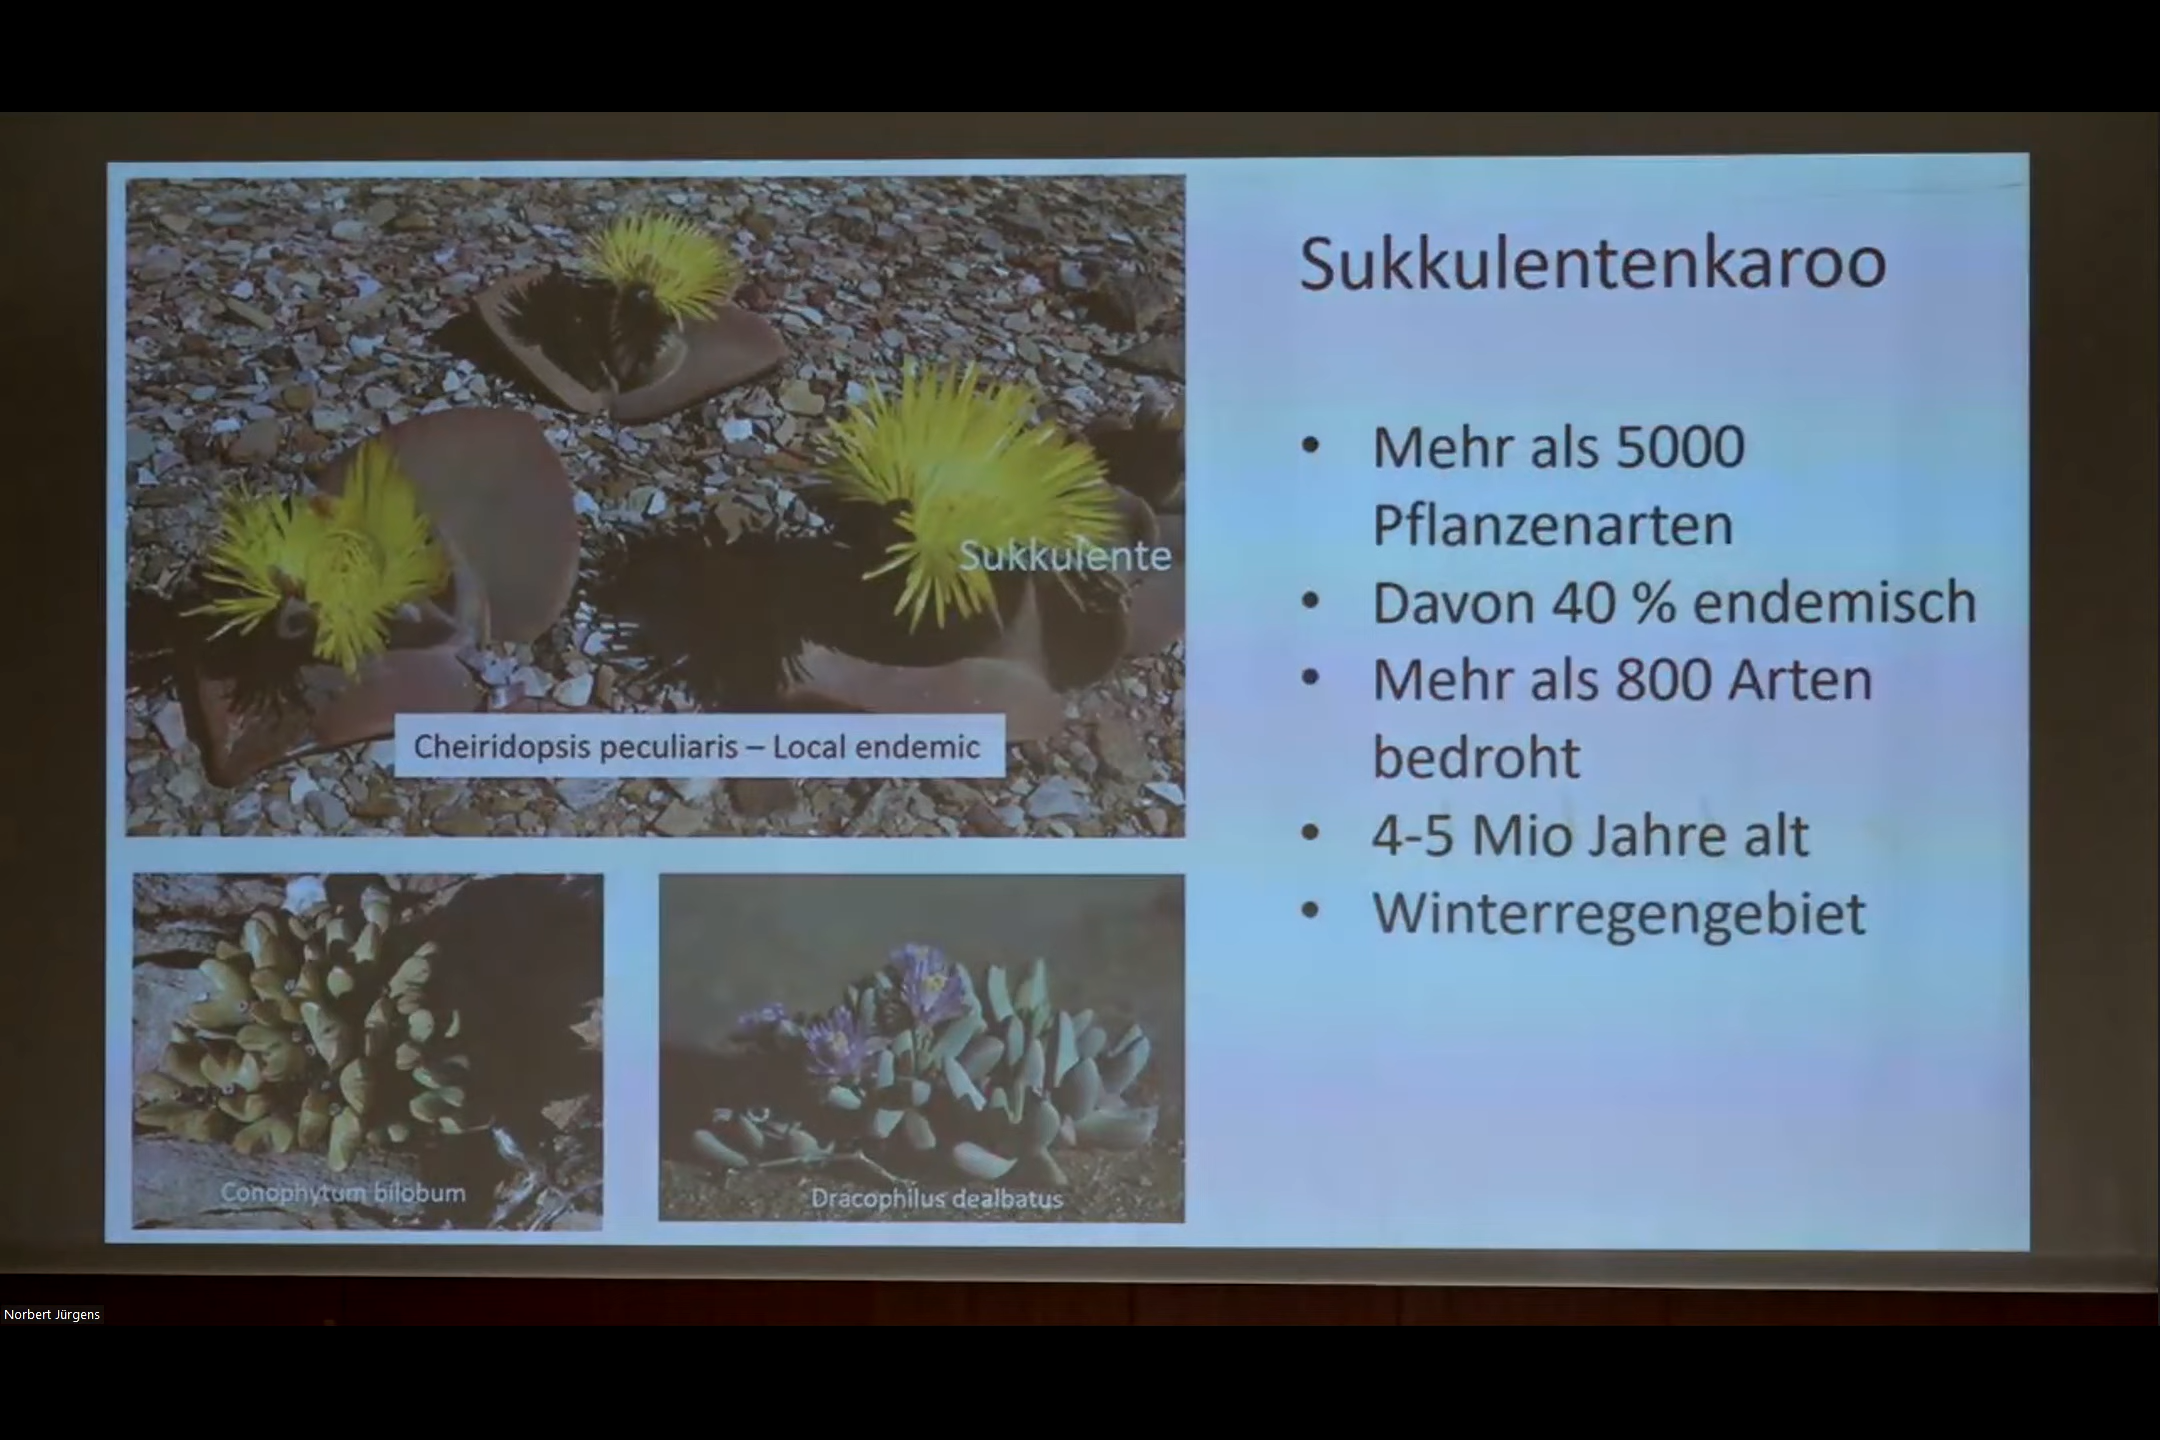 Sukkulentenkaroo
Sukkulente
Cheiridopsis peculiaris – Local endemic
Conophytum bilobum
Dracophilus dealbatus
• Mehr als 5000
Pflanzenarten
• Davon 40 % endemisch
• Mehr als 800 Arten
bedroht
• 4-5 Mio Jahre alt
• Winterregengebiet
Norbert Jürgens